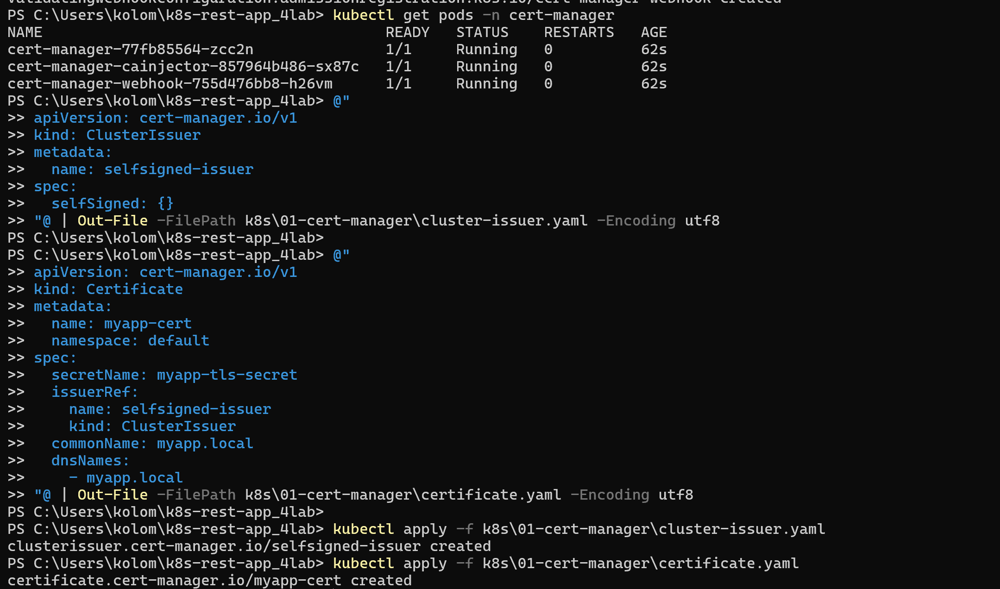 validatingwebhookconfiguration.admissionregistration.k8s.io/cert-manager-webhook created
PS C:\Users\kolom\k8s-rest-app_4lab> kubectl get pods -n cert-manager
NAME                                       READY   STATUS    RESTARTS   AGE
cert-manager-77fb85564-zcc2n               1/1     Running   0          62s
cert-manager-cainjector-857964b486-sx87c   1/1     Running   0          62s
cert-manager-webhook-755d476bb8-h26vm      1/1     Running   0          62s
PS C:\Users\kolom\k8s-rest-app_4lab> @"
>> apiVersion: cert-manager.io/v1
>> kind: ClusterIssuer
>> metadata:
>>   name: selfsigned-issuer
>> spec:
>>   selfSigned: {}
>> "@ | Out-File -FilePath k8s\01-cert-manager\cluster-issuer.yaml -Encoding utf8
PS C:\Users\kolom\k8s-rest-app_4lab>
PS C:\Users\kolom\k8s-rest-app_4lab> @"
>> apiVersion: cert-manager.io/v1
>> kind: Certificate
>> metadata:
>>   name: myapp-cert
>>   namespace: default
>> spec:
>>   secretName: myapp-tls-secret
>>   issuerRef:
>>     name: selfsigned-issuer
>>     kind: ClusterIssuer
>>   commonName: myapp.local
>>   dnsNames:
>>     - myapp.local
>> "@ | Out-File -FilePath k8s\01-cert-manager\certificate.yaml -Encoding utf8
PS C:\Users\kolom\k8s-rest-app_4lab>
PS C:\Users\kolom\k8s-rest-app_4lab> kubectl apply -f k8s\01-cert-manager\cluster-issuer.yaml
clusterissuer.cert-manager.io/selfsigned-issuer created
PS C:\Users\kolom\k8s-rest-app_4lab> kubectl apply -f k8s\01-cert-manager\certificate.yaml
certificate.cert-manager.io/myapp-cert created